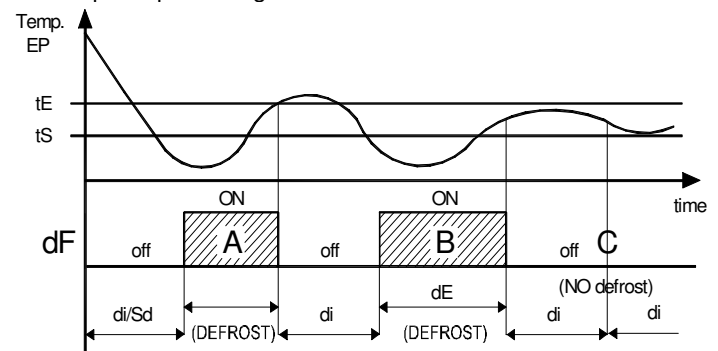 Temp.
EP
tE
tS
ON ON
time
dF off A off B off C
(NO defrost)
di/Sd di dE di di
(DEFROST) (DEFROST)